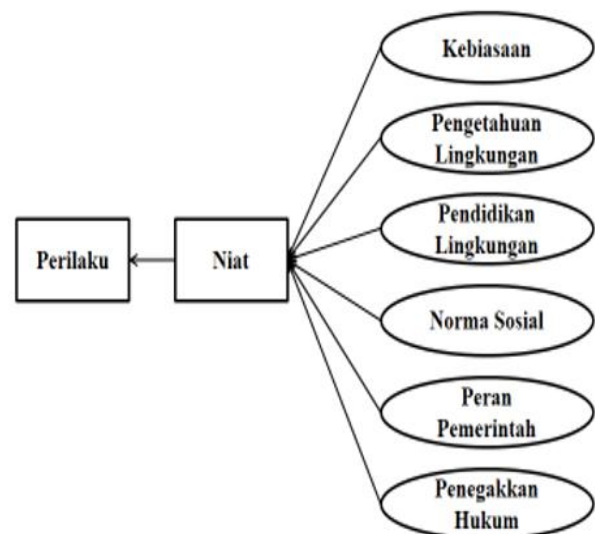 Kebiasaan
Pengetahuan
Lingkungan
Pendidikan
Lingkungan
Perilaku
Niat
Norma Sosial
Peran
Pemerintah
Penegakkan
Hukum